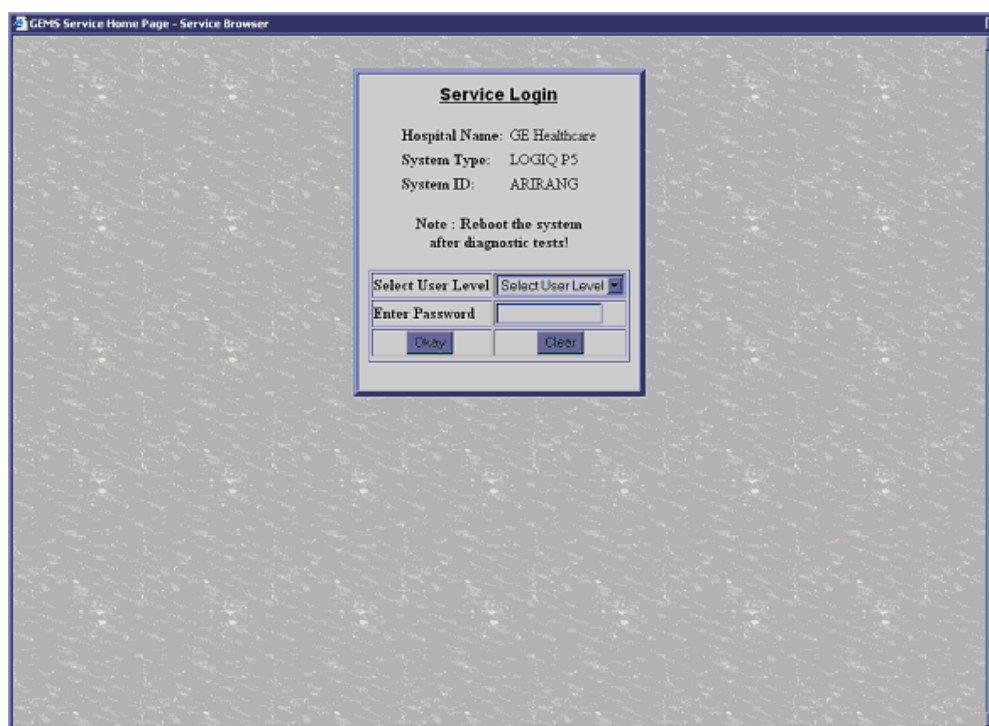 GEMS Service Home Page - Service Browser
Service Login
Hospital Name: GE Healthcare
System Type: LOGIQ P5
System ID: ARIRANG
Note : Reboot the system
after diagnostic tests!
Select User Level Select User Level
Enter Password
Okay Clear